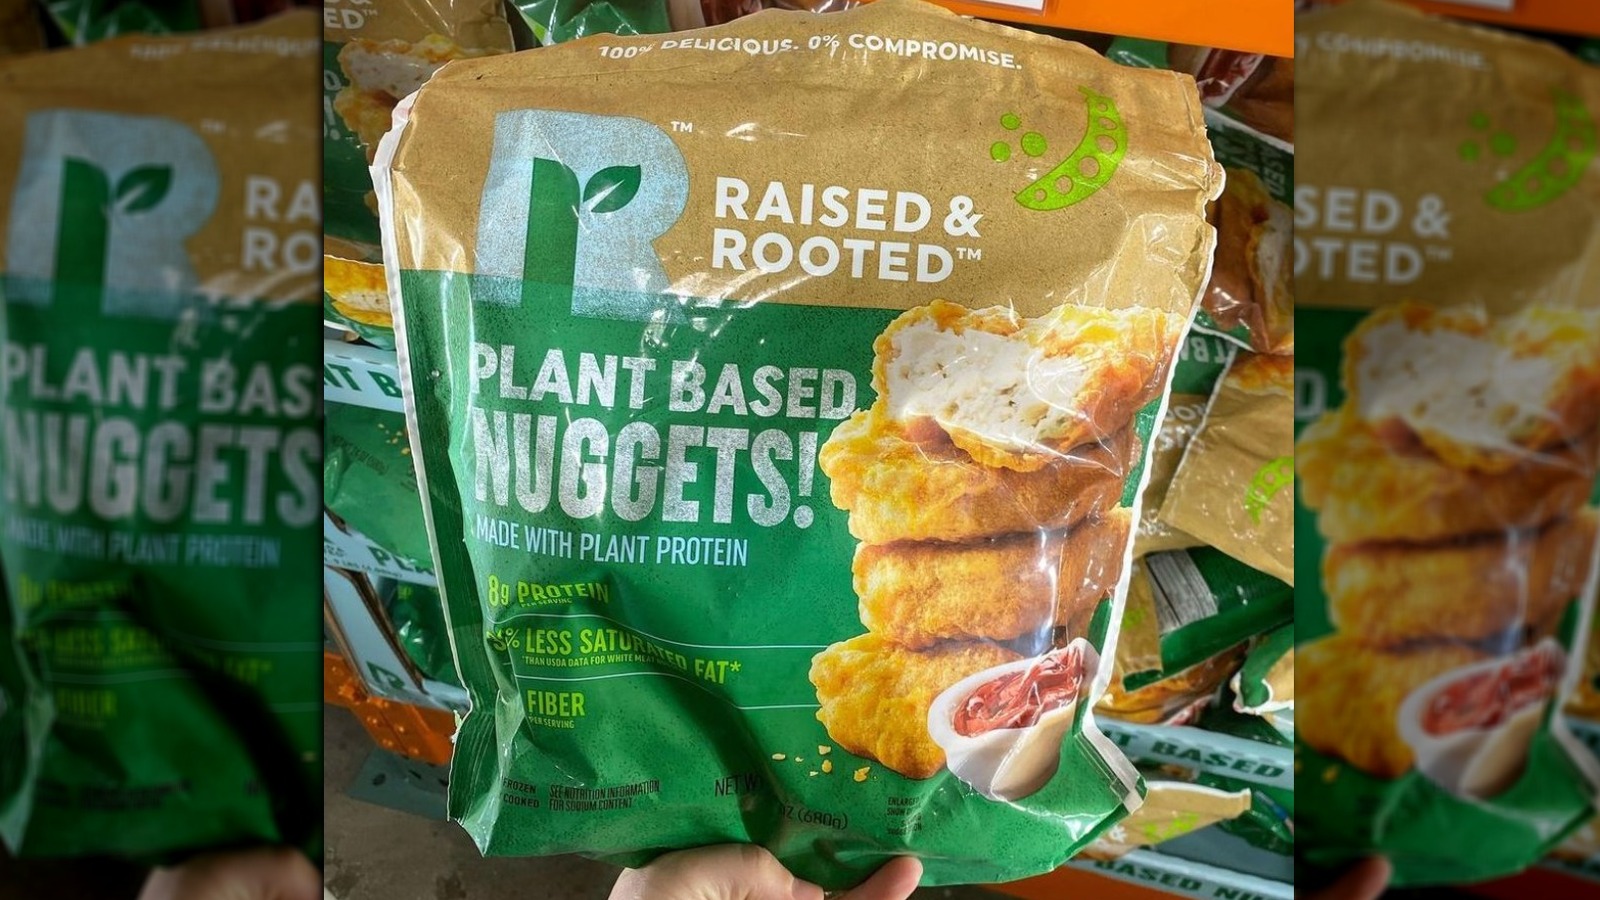 100% DELICIOUS. 0% COMPROMISE.
™
RAISED &
ROOTED™
PLANT BASED
NUGGETS!
MADE WITH PLANT PROTEIN
8g PROTEIN
PER SERVING
LESS SATURATED FAT*
*THAN USDA DATA FOR WHITE
FIBER
PER SERVING
FROZEN
COOKED
SEE NUTRITION INFORMATION
FOR SODIUM CONTENT
NET
OZ (680g)
BASED